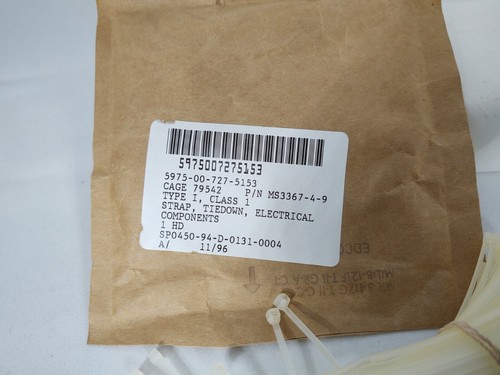 5975007275153
5975-00-727-5153
CAGE 79542 P/N MS3367-4-9
TYPE I, CLASS 1
STRAP, TIEDOWN, ELECTRICAL
COMPONENTS
1 HD
SP0450-94-D-0131-0004
A/ 11/96